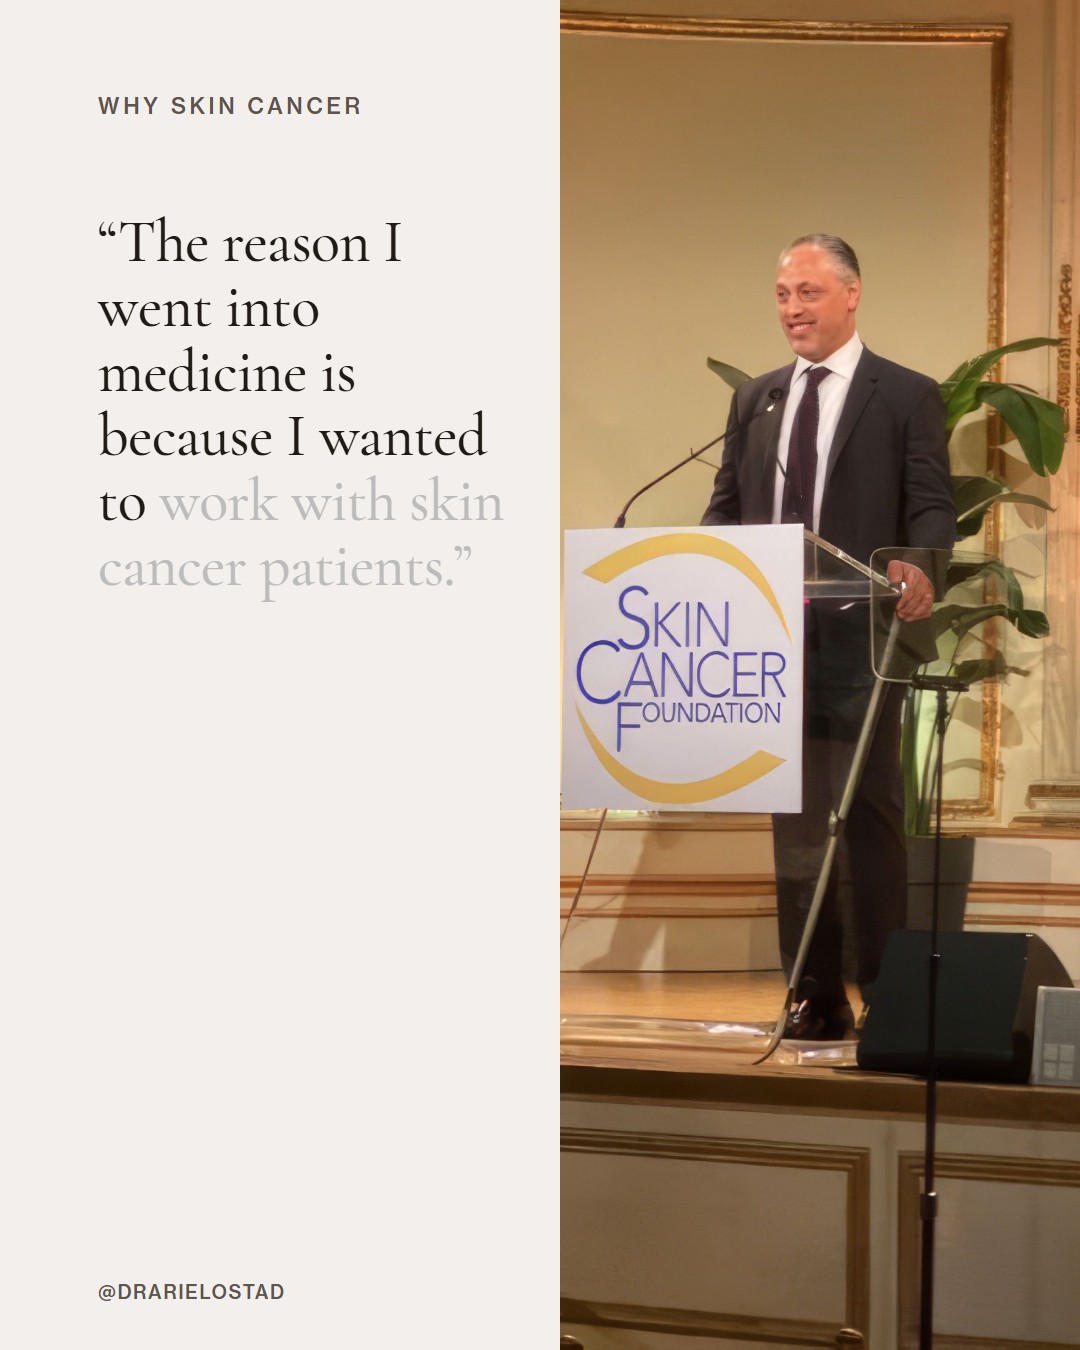 WHY SKIN CANCER
“The reason I
went into
medicine is
because I wanted
to work with skin
cancer patients.”
@DRARIELOSTAD
SKIN
CANCER
FOUNDATION